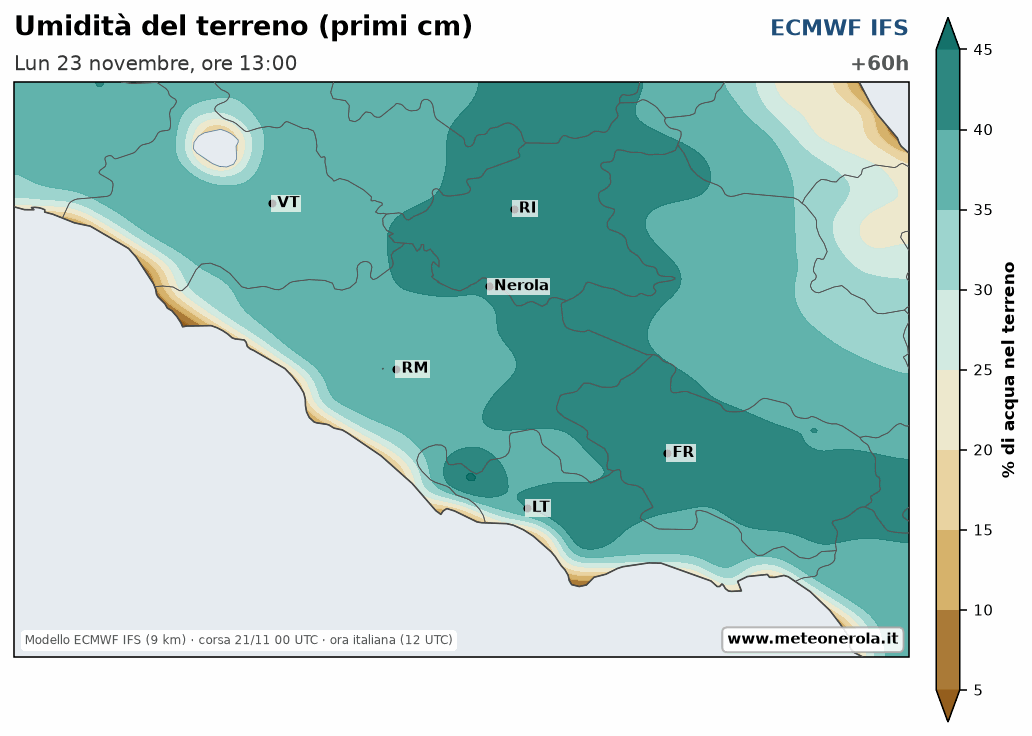 Umidità del terreno (primi cm)
ECMWF IFS
Lun 23 novembre, ore 13:00
+60h
45
40
35
30
25
20
15
10
5
% di acqua nel terreno
VT
RI
Nerola
RM
FR
LT
Modello ECMWF IFS (9 km) · corsa 21/11 00 UTC · ora italiana (12 UTC)
www.meteonerola.it